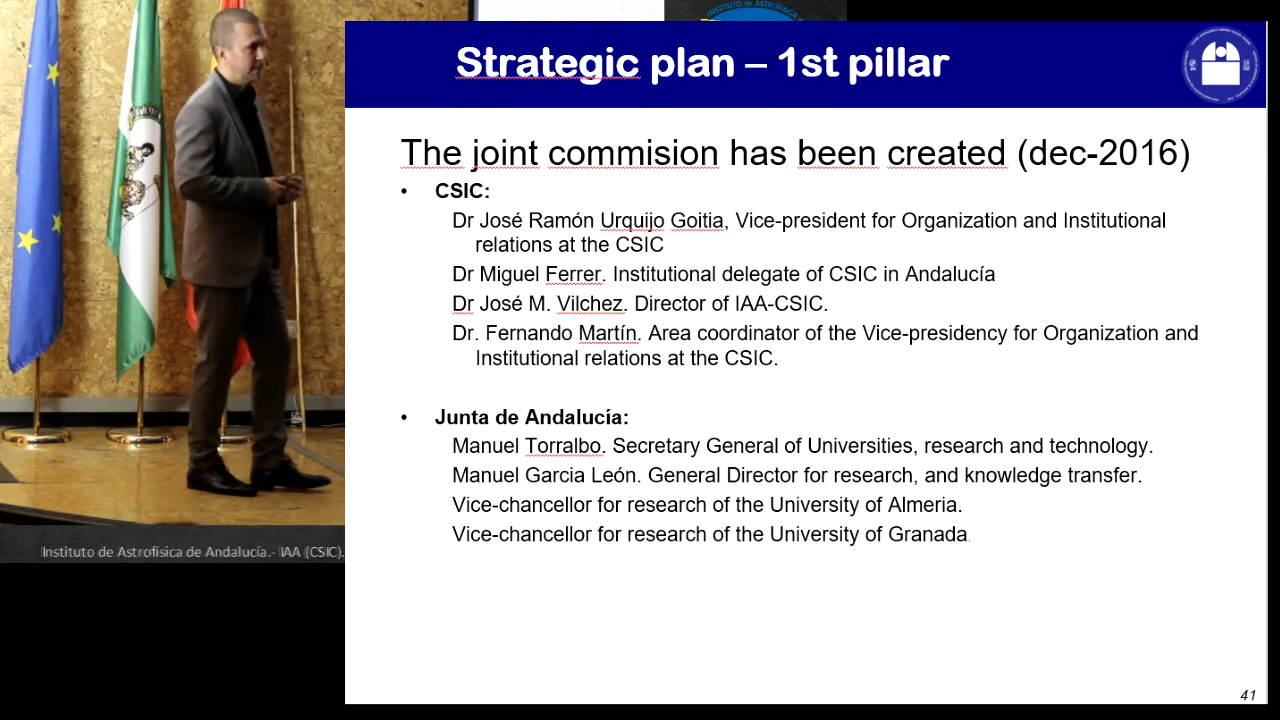 INSTITUTO de ASTROFISICA
Strategic plan – 1st pillar
The joint commision has been created (dec-2016)
• CSIC:
Dr José Ramón Urquijo Goitia, Vice-president for Organization and Institutional
relations at the CSIC
Dr Miguel Ferrer. Institutional delegate of CSIC in Andalucía
Dr José M. Vilchez. Director of IAA-CSIC.
Dr. Fernando Martín. Area coordinator of the Vice-presidency for Organization and
Institutional relations at the CSIC.
• Junta de Andalucía:
Manuel Torralbo. Secretary General of Universities, research and technology.
Manuel Garcia León. General Director for research, and knowledge transfer.
Vice-chancellor for research of the University of Almeria.
Vice-chancellor for research of the University of Granada.
Instituto de Astrofísica de Andalucía.- IAA (CSIC).
41